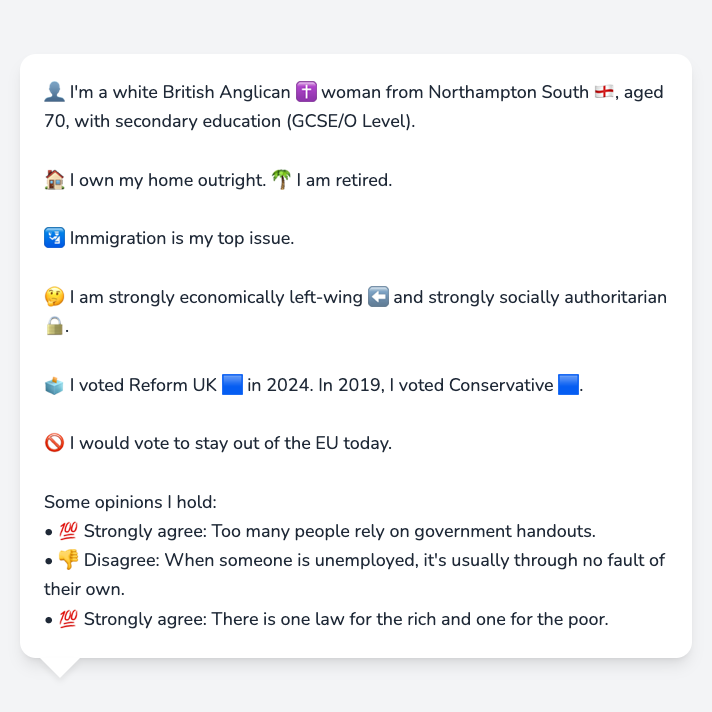 👤 I'm a white British Anglican ✝️ woman from Northampton South 🏴󠁧󠁢󠁥󠁮󠁧󠁿, aged
70, with secondary education (GCSE/O Level).
🏠 I own my home outright. 🌴 I am retired.
🛂 Immigration is my top issue.
🤔 I am strongly economically left-wing ⬅️ and strongly socially authoritarian
🔒.
🗳️ I voted Reform UK 🟦 in 2024. In 2019, I voted Conservative 🟦.
🚫 I would vote to stay out of the EU today.
Some opinions I hold:
• 💯 Strongly agree: Too many people rely on government handouts.
• 👎 Disagree: When someone is unemployed, it's usually through no fault of
their own.
• 💯 Strongly agree: There is one law for the rich and one for the poor.